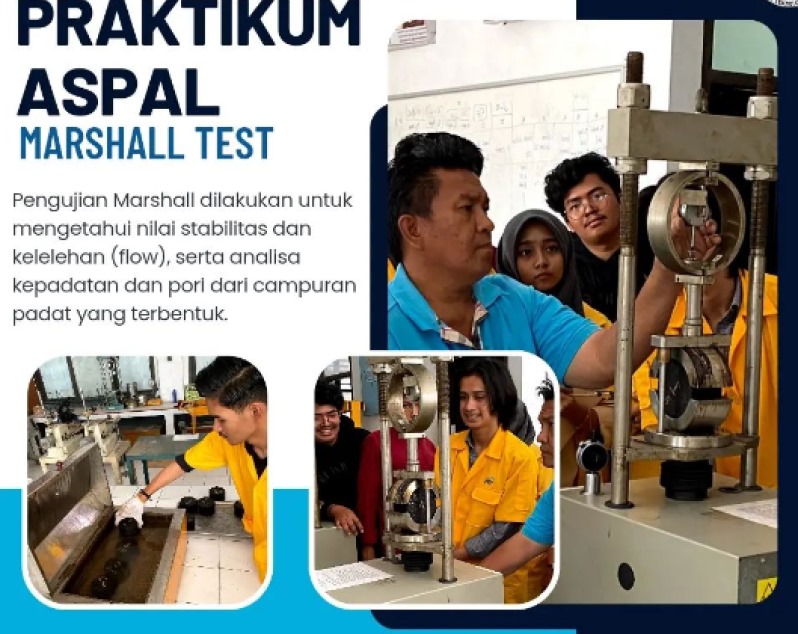 PRAKTIKUM
ASPAL
MARSHALL TEST
Pengujian Marshall dilakukan untuk
mengetahui nilai stabilitas dan
kelelehan (flow), serta analisa
kepadatan dan pori dari campuran
padat yang terbentuk.